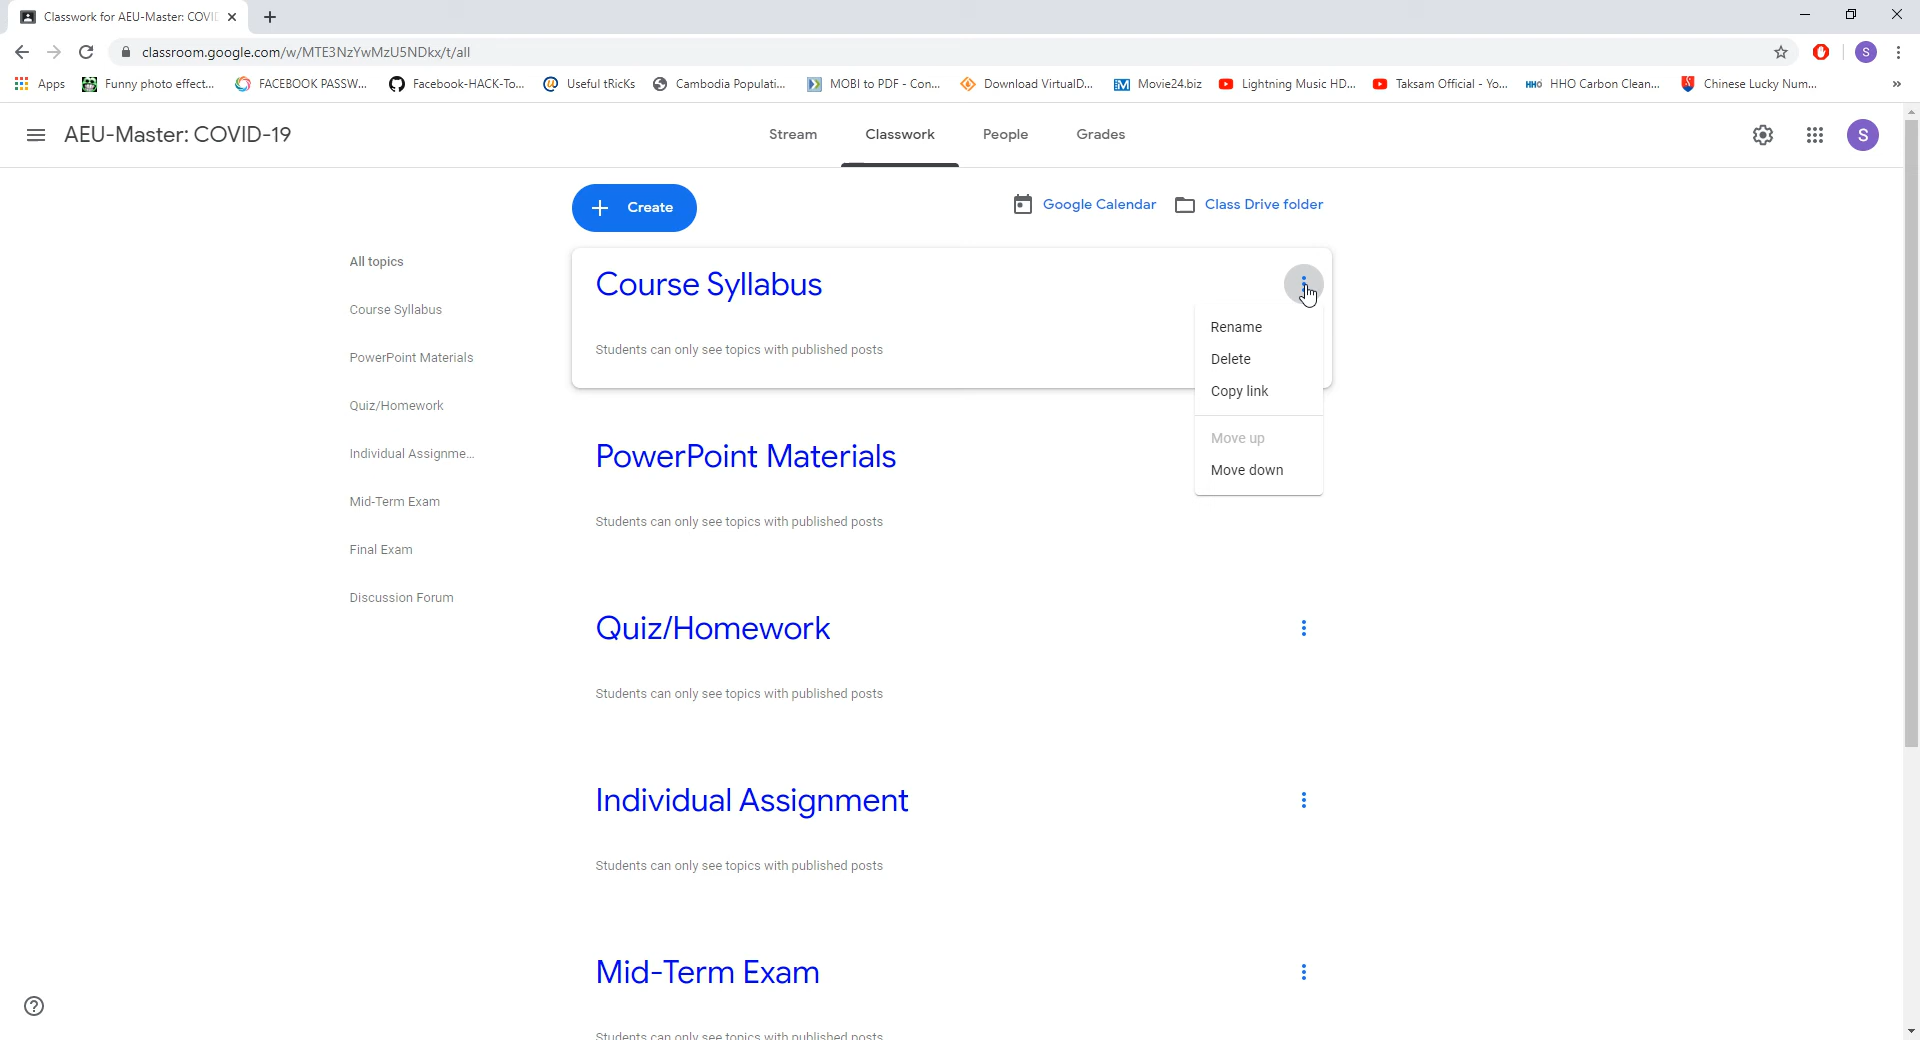 Classwork for AEU-Master: COVID
classroom.google.com/w/MTE3NzYwMzU5NDkx/t/all
S
Apps
Funny photo effect...
FACEBOOK PASSW...
Facebook-HACK-To...
Useful tRicKs
Cambodia Populati...
MOBI to PDF - Con...
Download VirtualD...
Movie24.biz
Lightning Music HD...
Taksam Official - Yo...
HHO Carbon Clean...
Chinese Lucky Num...
»
AEU-Master: COVID-19
Stream
Classwork
People
Grades
S
Create
Google Calendar
Class Drive folder
All topics
Course Syllabus
PowerPoint Materials
Quiz/Homework
Individual Assignme...
Mid-Term Exam
Final Exam
Discussion Forum
Course Syllabus
Students can only see topics with published posts
Rename
Delete
Copy link
Move up
Move down
PowerPoint Materials
Students can only see topics with published posts
Quiz/Homework
Students can only see topics with published posts
Individual Assignment
Students can only see topics with published posts
Mid-Term Exam
Students can only see topics with published posts